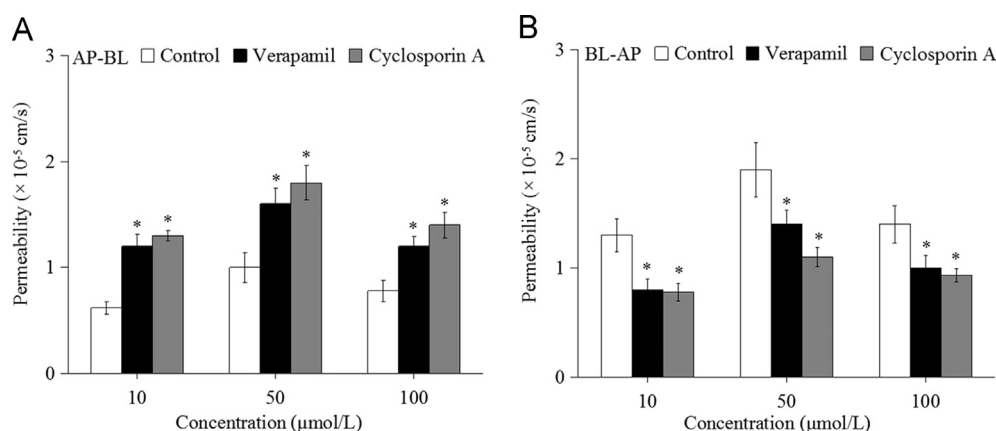 A
AP-BL Control Verapamil Cyclosporin A
Permeability (× 10⁻⁵ cm/s)
3
2
1
0
* * * * * *
10 50 100
Concentration (μmol/L)
B
BL-AP Control Verapamil Cyclosporin A
Permeability (× 10⁻⁵ cm/s)
3
2
1
0
* * * * * *
10 50 100
Concentration (μmol/L)